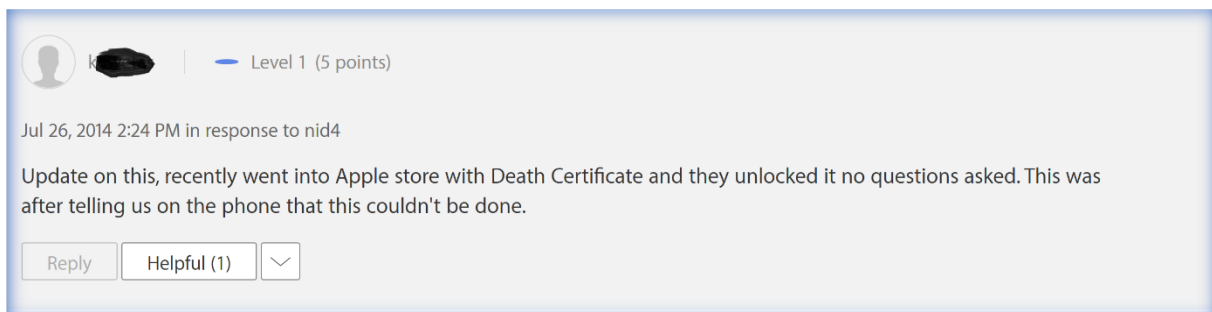 Level 1 (5 points)
Jul 26, 2014 2:24 PM in response to nid4
Update on this, recently went into Apple store with Death Certificate and they unlocked it no questions asked. This was
after telling us on the phone that this couldn't be done.
Reply Helpful (1)